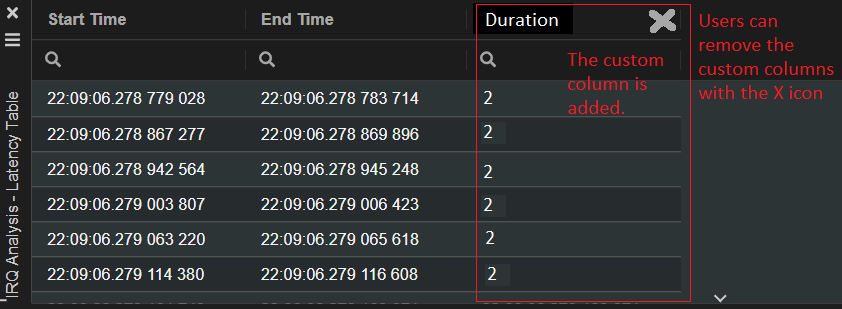 Start Time End Time Duration
Users can
remove the
custom columns
with the X icon
The custom
column is
added.
22:09:06.278 779 028 22:09:06.278 783 714 2
22:09:06.278 867 277 22:09:06.278 869 896 2
22:09:06.278 942 564 22:09:06.278 945 248 2
22:09:06.279 003 807 22:09:06.279 006 423 2
22:09:06.279 063 220 22:09:06.279 065 618 2
22:09:06.279 114 380 22:09:06.279 116 608 2
IRQ Analysis - Latency Table